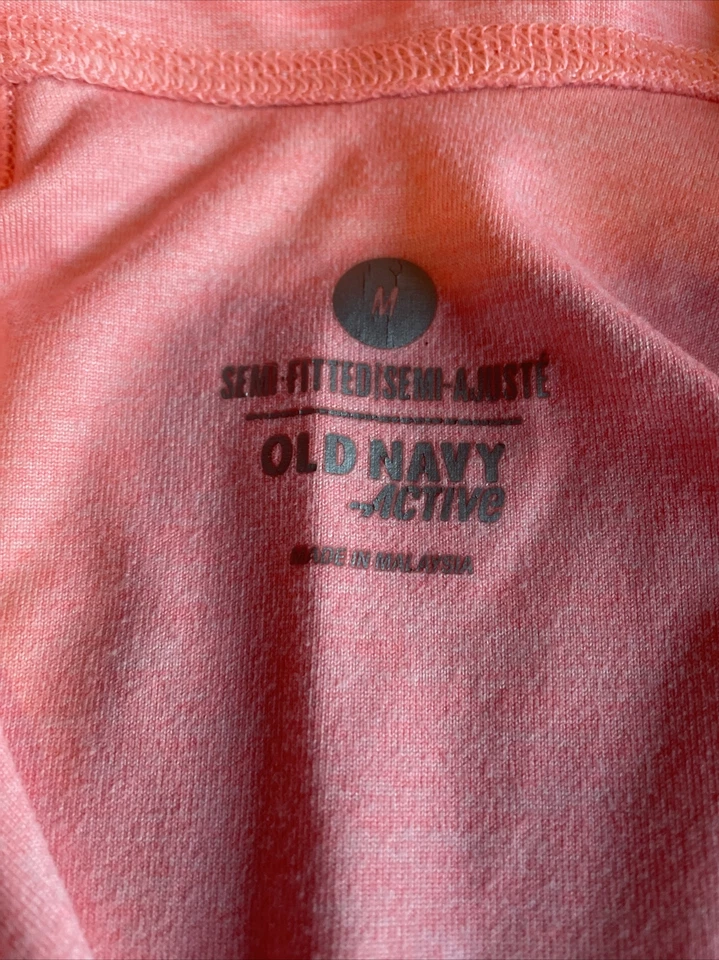 M
SEMI-FITTED|SEMI-AJUSTÉ
OLD NAVY
ACTIVE
MADE IN MALAYSIA